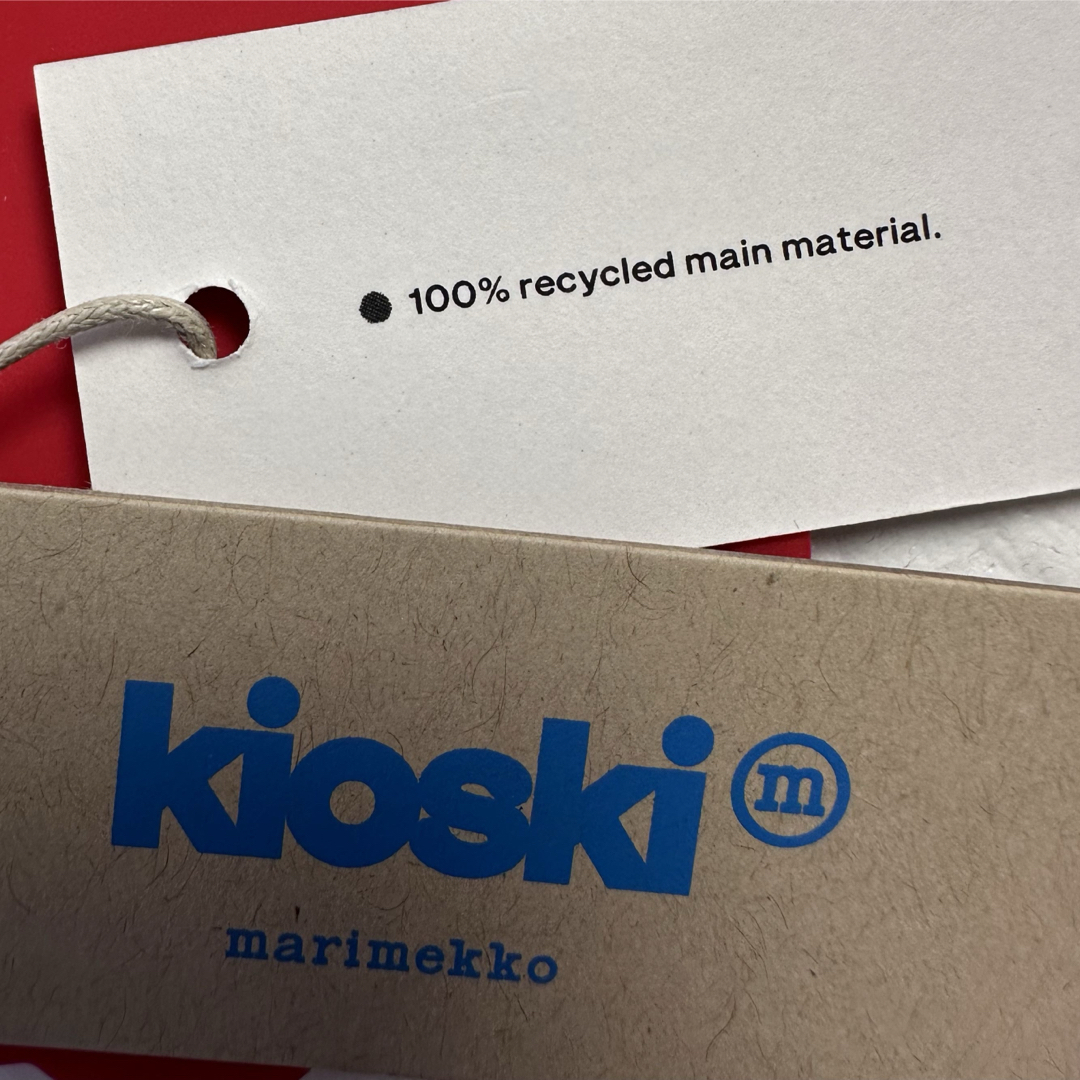 ● 100% recycled main material.
kioski m
marimekko